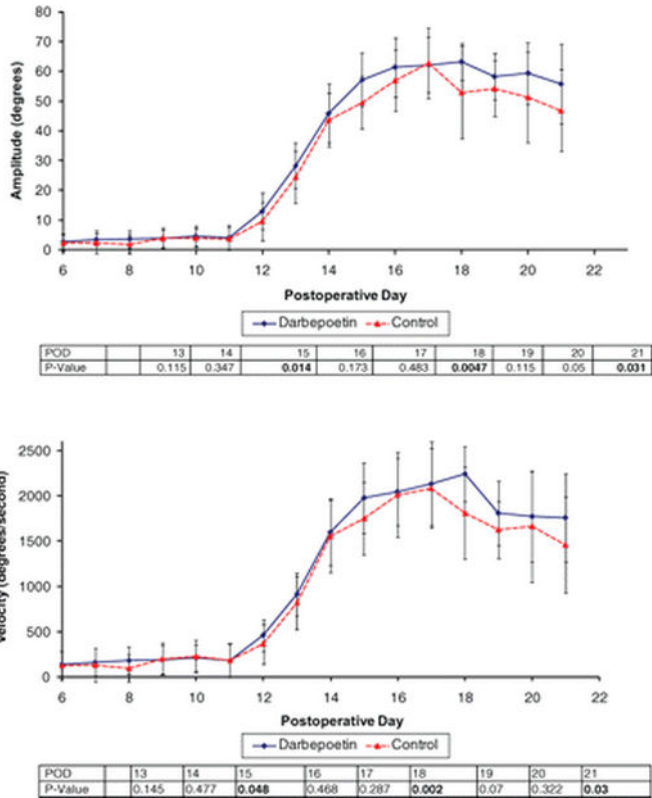 80
70
60
50
40
30
20
10
0
Amplitude (degrees)
6 8 10 12 14 16 18 20 22
Postoperative Day
Darbepoetin Control
POD 13 14 15 16 17 18 19 20 21
P-Value 0.115 0.347 0.014 0.173 0.483 0.0047 0.115 0.05 0.031
2500
2000
1500
1000
500
0
Velocity (degrees/second)
6 8 10 12 14 16 18 20 22
Postoperative Day
Darbepoetin Control
POD 13 14 15 16 17 18 19 20 21
P-Value 0.145 0.477 0.048 0.468 0.287 0.002 0.07 0.322 0.03